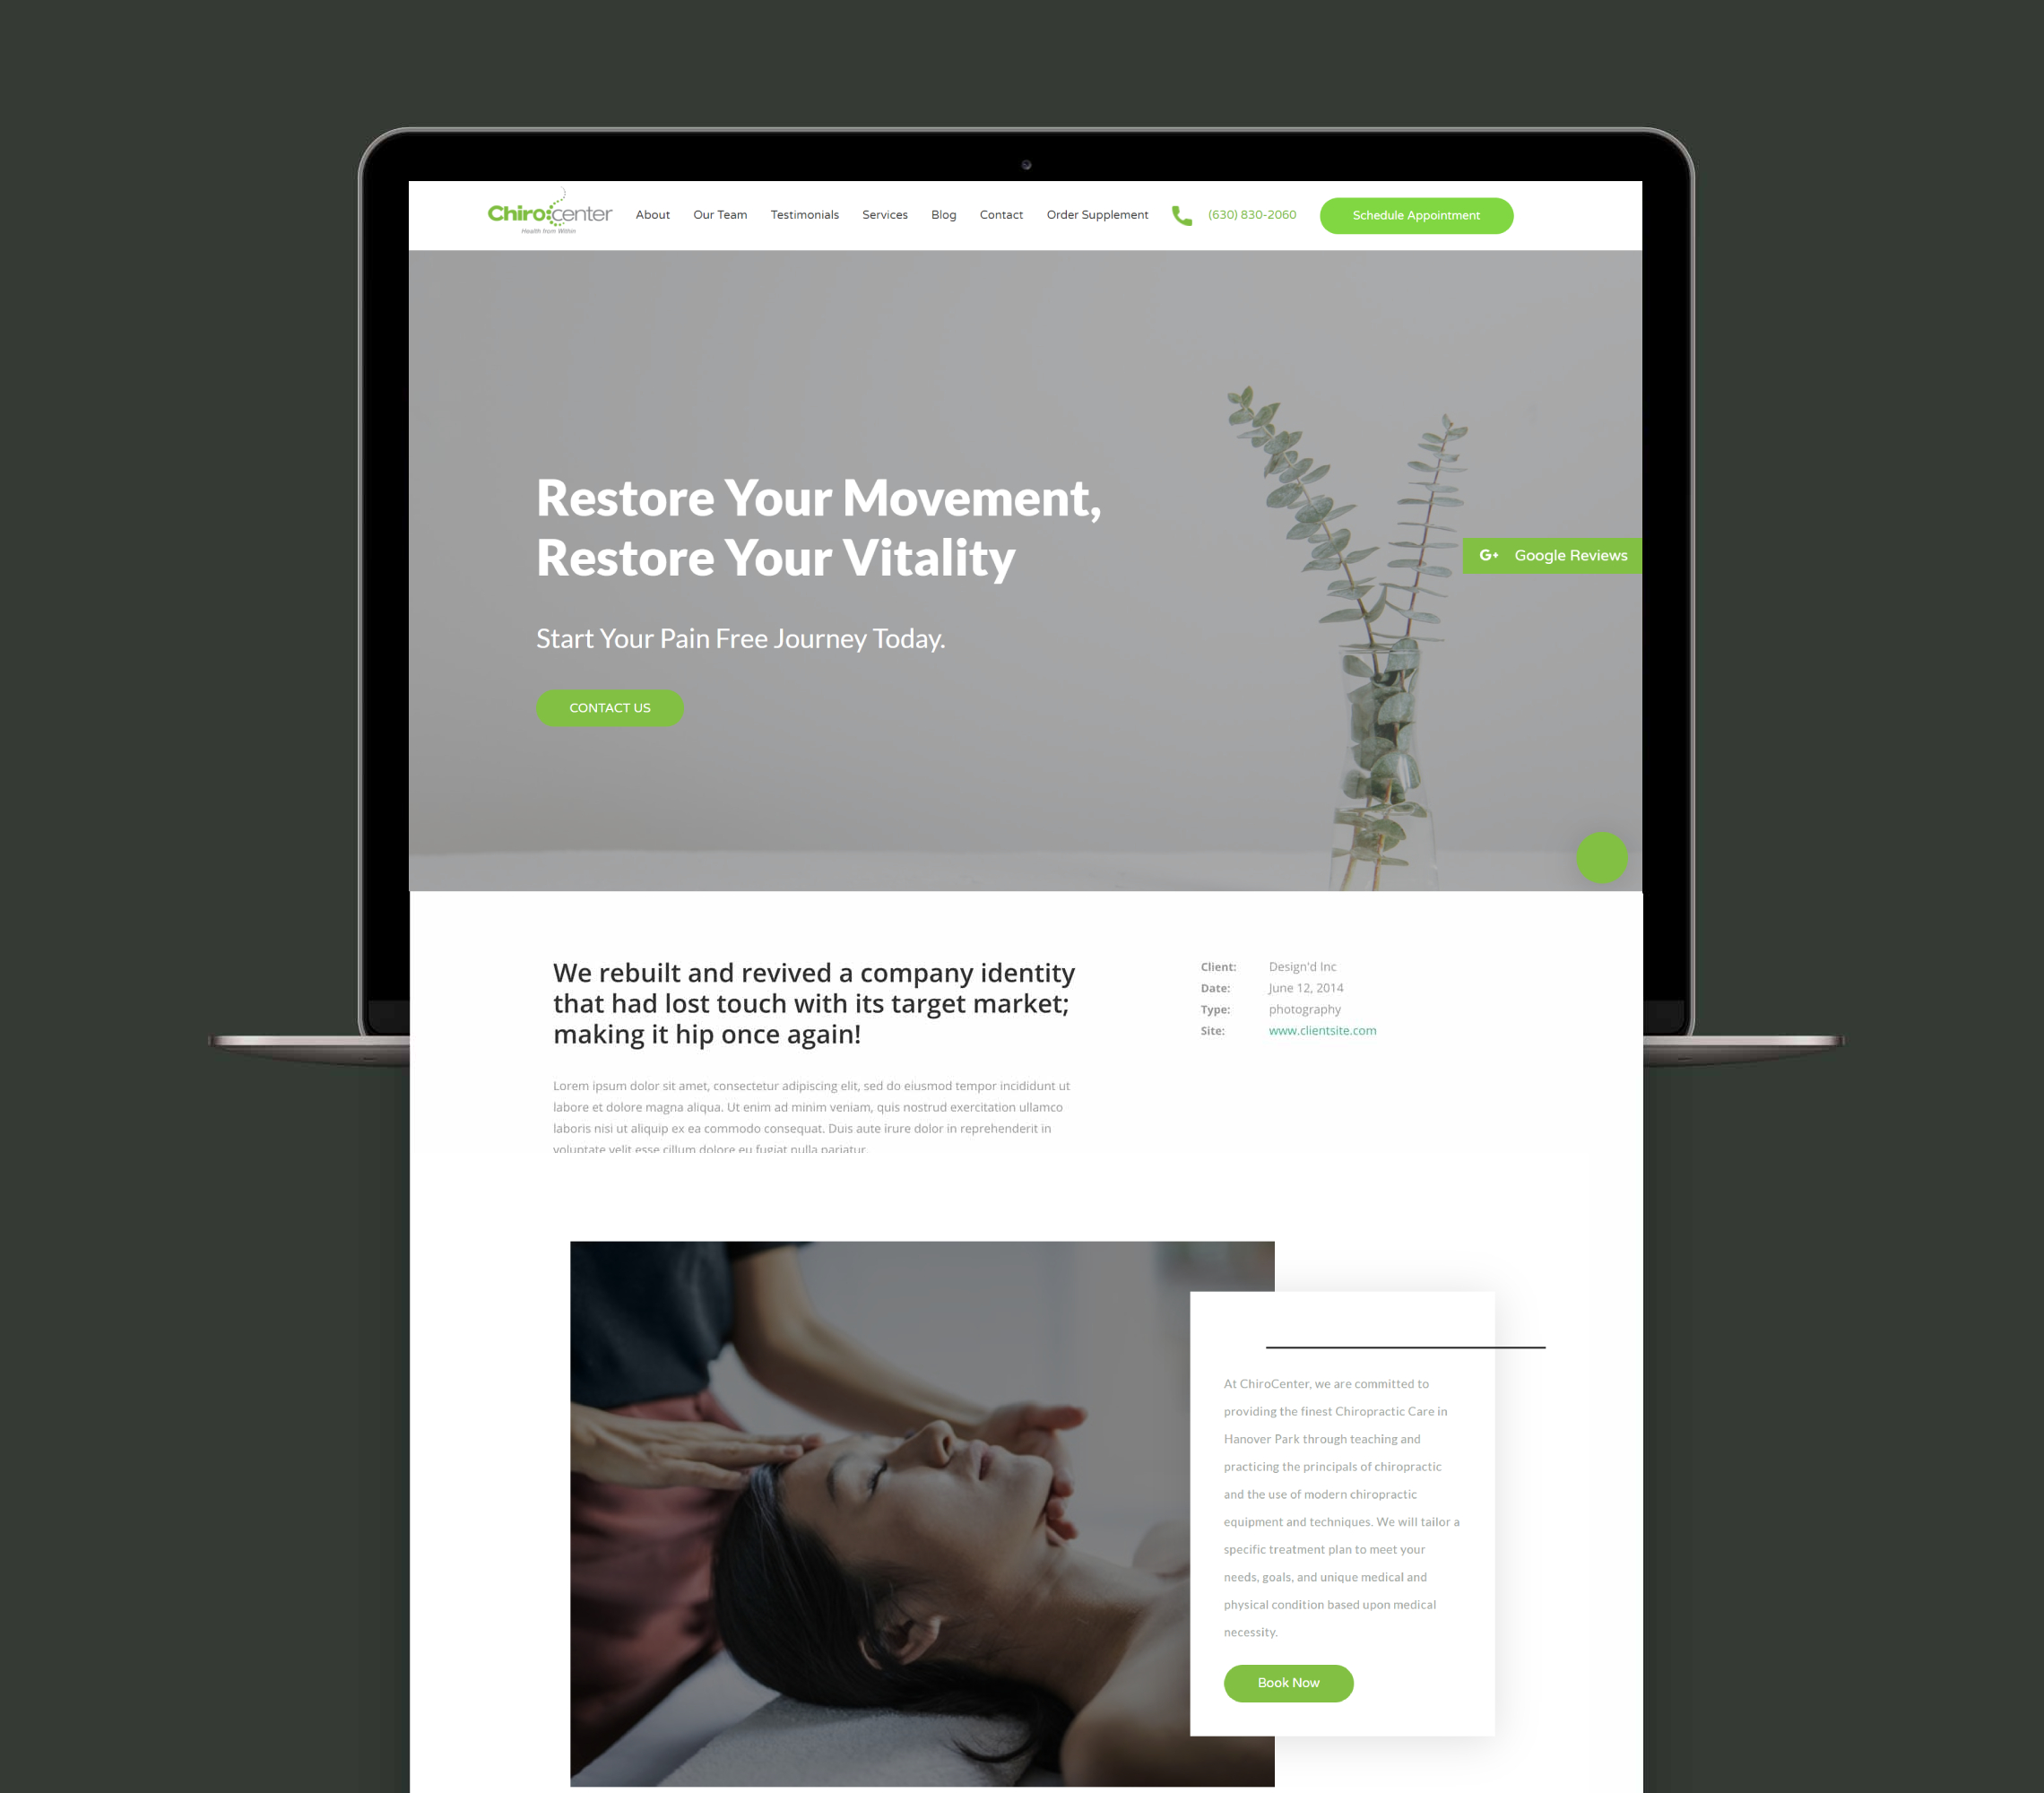 Chiro center
Health from Within
About Our Team Testimonials Services Blog Contact Order Supplement (630) 830-2060 Schedule Appointment
Restore Your Movement,
Restore Your Vitality
G+ Google Reviews
Start Your Pain Free Journey Today.
CONTACT US
We rebuilt and revived a company identity
that had lost touch with its target market;
making it hip once again!
Client: Design'd Inc
Date: June 12, 2014
Type: photography
Site: www.clientsite.com
Lorem ipsum dolor sit amet, consectetur adipiscing elit, sed do eiusmod tempor incididunt ut
labore et dolore magna aliqua. Ut enim ad minim veniam, quis nostrud exercitation ullamco
laboris nisi ut aliquip ex ea commodo consequat. Duis aute irure dolor in reprehenderit in
voluptate velit esse cillum dolore eu fugiat nulla pariatur.
At ChiroCenter, we are committed to
providing the finest Chiropractic Care in
Hanover Park through teaching and
practicing the principals of chiropractic
and the use of modern chiropractic
equipment and techniques. We will tailor a
specific treatment plan to meet your
needs, goals, and unique medical and
physical condition based upon medical
necessity.
Book Now